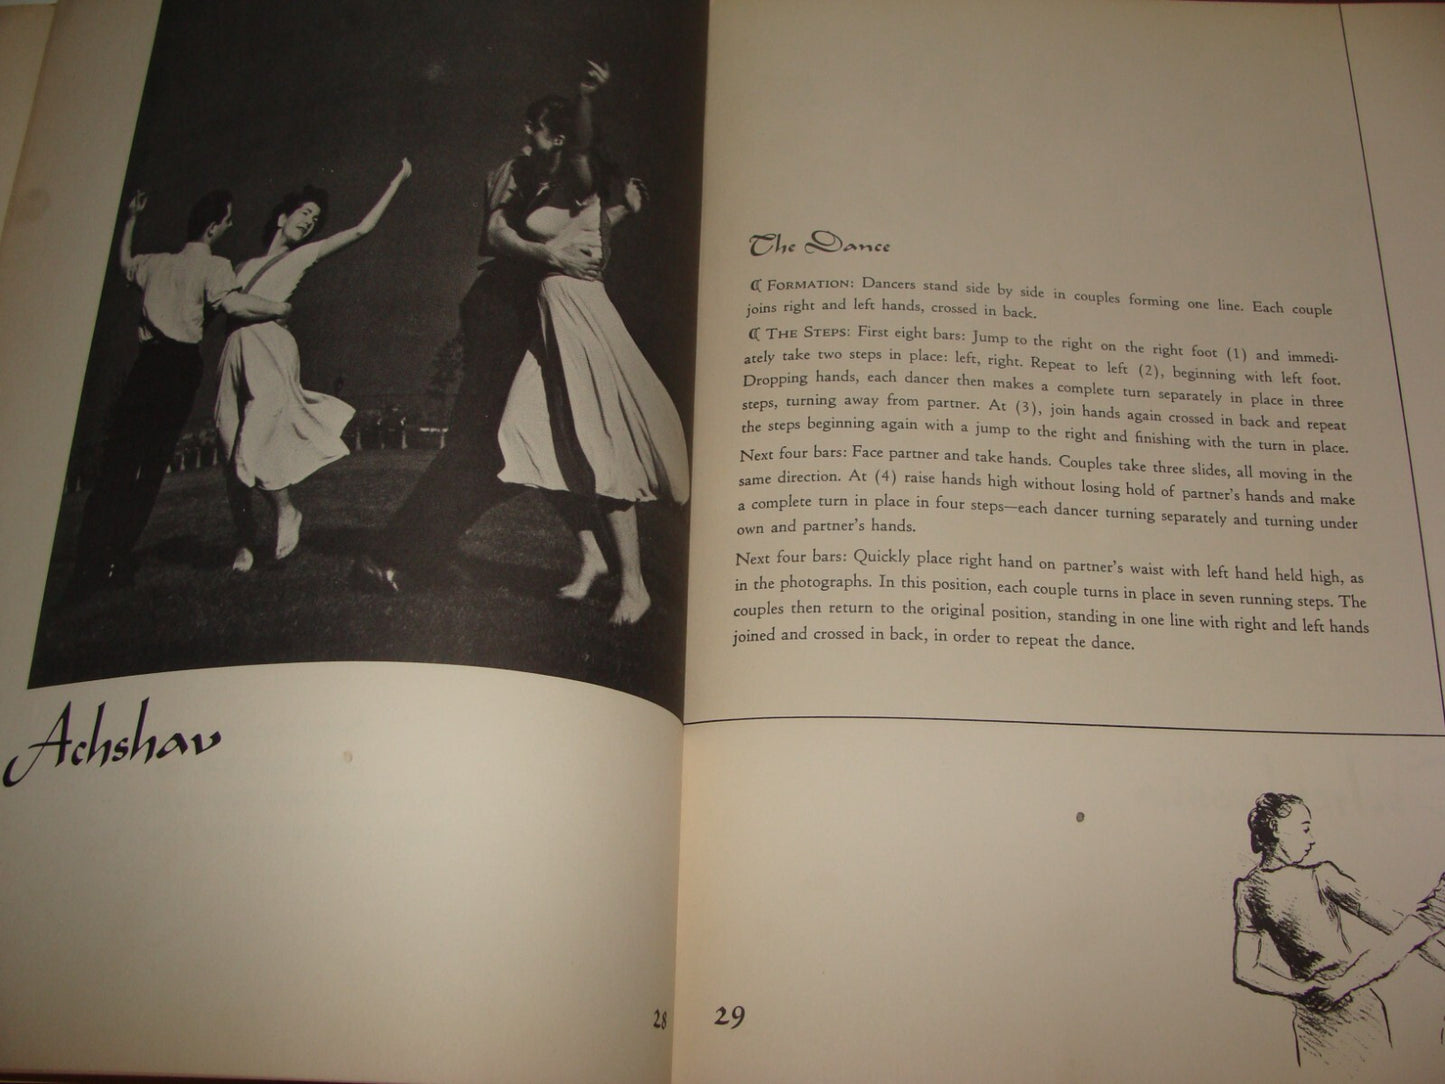 Achshav
28
The Dance
FORMATION: Dancers stand side by side in couples forming one line. Each couple
joins right and left hands, crossed in back.
THE STEPS: First eight bars: Jump to the right on the right foot (1) and immedi-
ately take two steps in place: left, right. Repeat to left (2), beginning with left foot.
Dropping hands, each dancer then makes a complete turn separately in place in three
steps, turning away from partner. At (3), join hands again crossed in back and repeat
the steps beginning again with a jump to the right and finishing with the turn in place.
Next four bars: Face partner and take hands. Couples take three slides, all moving in the
same direction. At (4) raise hands high without losing hold of partner's hands and make
a complete turn in place in four steps—each dancer turning separately and turning under
own and partner's hands.
Next four bars: Quickly place right hand on partner's waist with left hand held high, as
in the photographs. In this position, each couple turns in place in seven running steps. The
couples then return to the original position, standing in one line with right and left hands
joined and crossed in back, in order to repeat the dance.
29